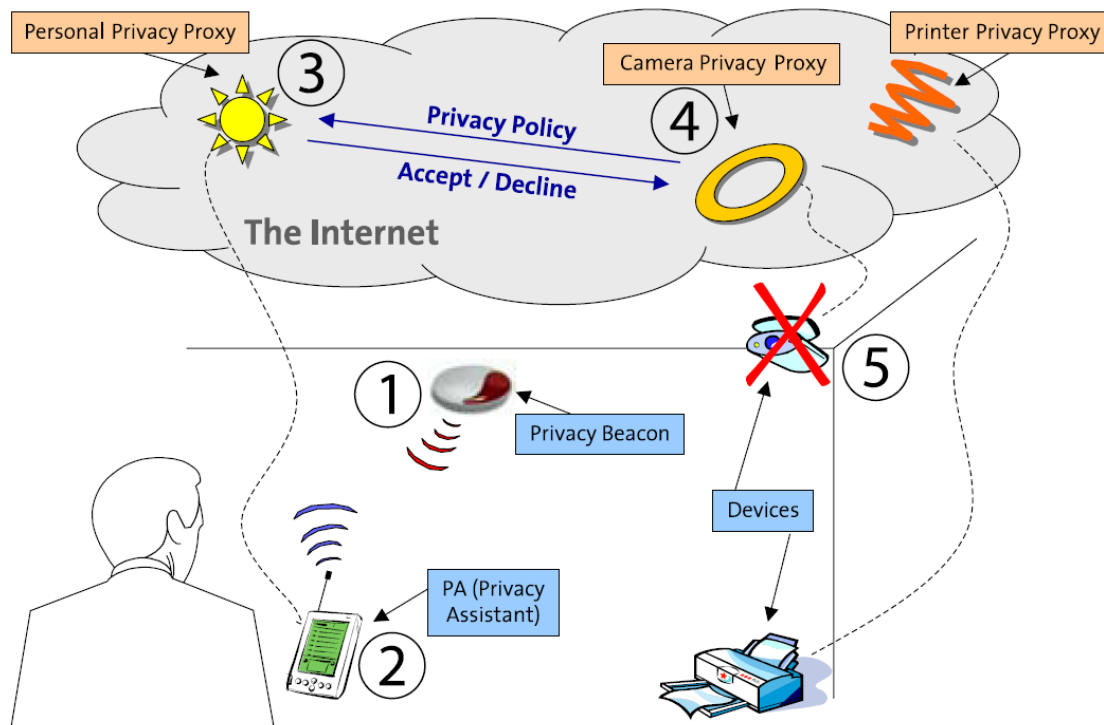 Personal Privacy Proxy
Printer Privacy Proxy
3
Camera Privacy Proxy
4
Privacy Policy
Accept / Decline
The Internet
1
5
Privacy Beacon
Devices
PA (Privacy
Assistant)
2